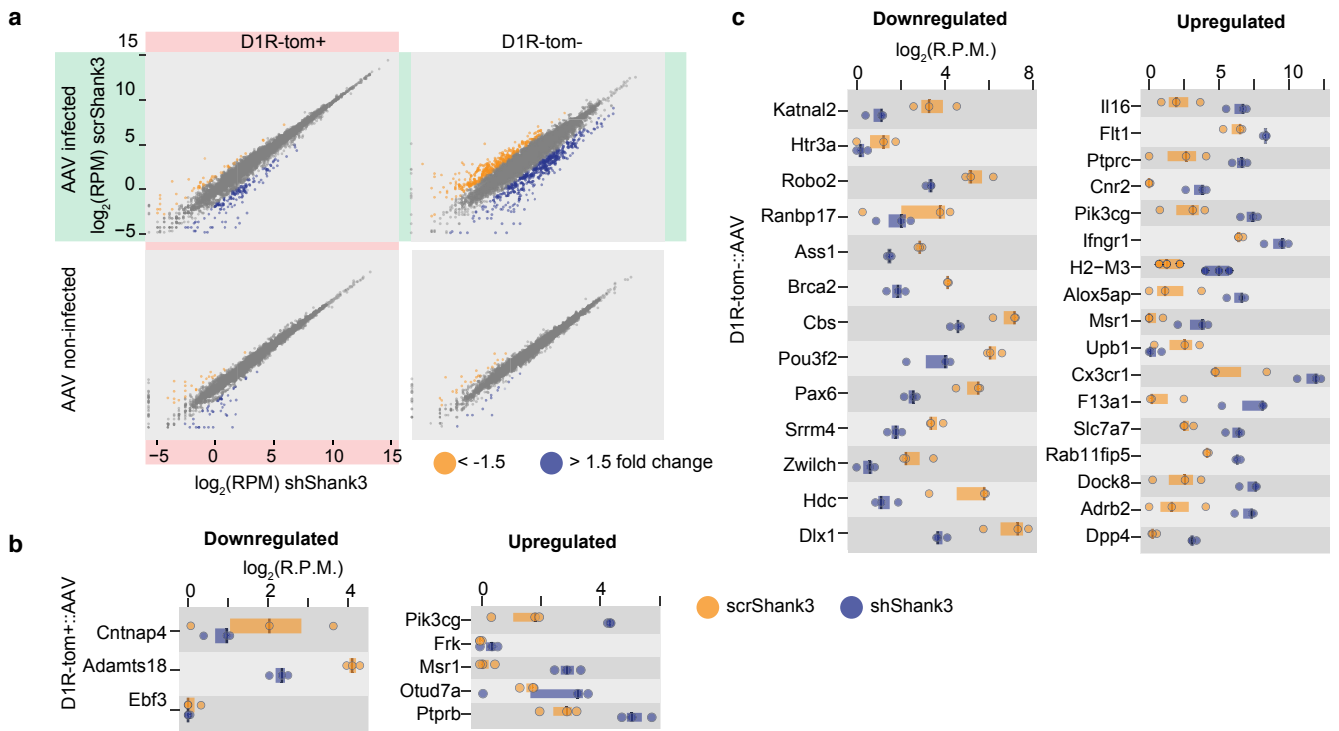 a
D1R-tom+
D1R-tom-
AAV infected
log2(RPM) scrShank3
15
10
5
0
−5
AAV non-infected
−5
0
5
10
15
log2(RPM) shShank3
< -1.5
> 1.5 fold change
b
D1R-tom+::AAV
Downregulated
log2(R.P.M.)
0
2
4
Cntnap4
Adamts18
Ebf3
Upregulated
0
4
Pik3cg
Frk
Msr1
Otud7a
Ptprb
c
D1R-tom-::AAV
Downregulated
log2(R.P.M.)
0
4
8
Katnal2
Htr3a
Robo2
Ranbp17
Ass1
Brca2
Cbs
Pou3f2
Pax6
Srrm4
Zwilch
Hdc
Dlx1
Upregulated
0
5
10
Il16
Flt1
Ptprc
Cnr2
Pik3cg
Ifngr1
H2−M3
Alox5ap
Msr1
Upb1
Cx3cr1
F13a1
Slc7a7
Rab11fip5
Dock8
Adrb2
Dpp4
scrShank3
shShank3